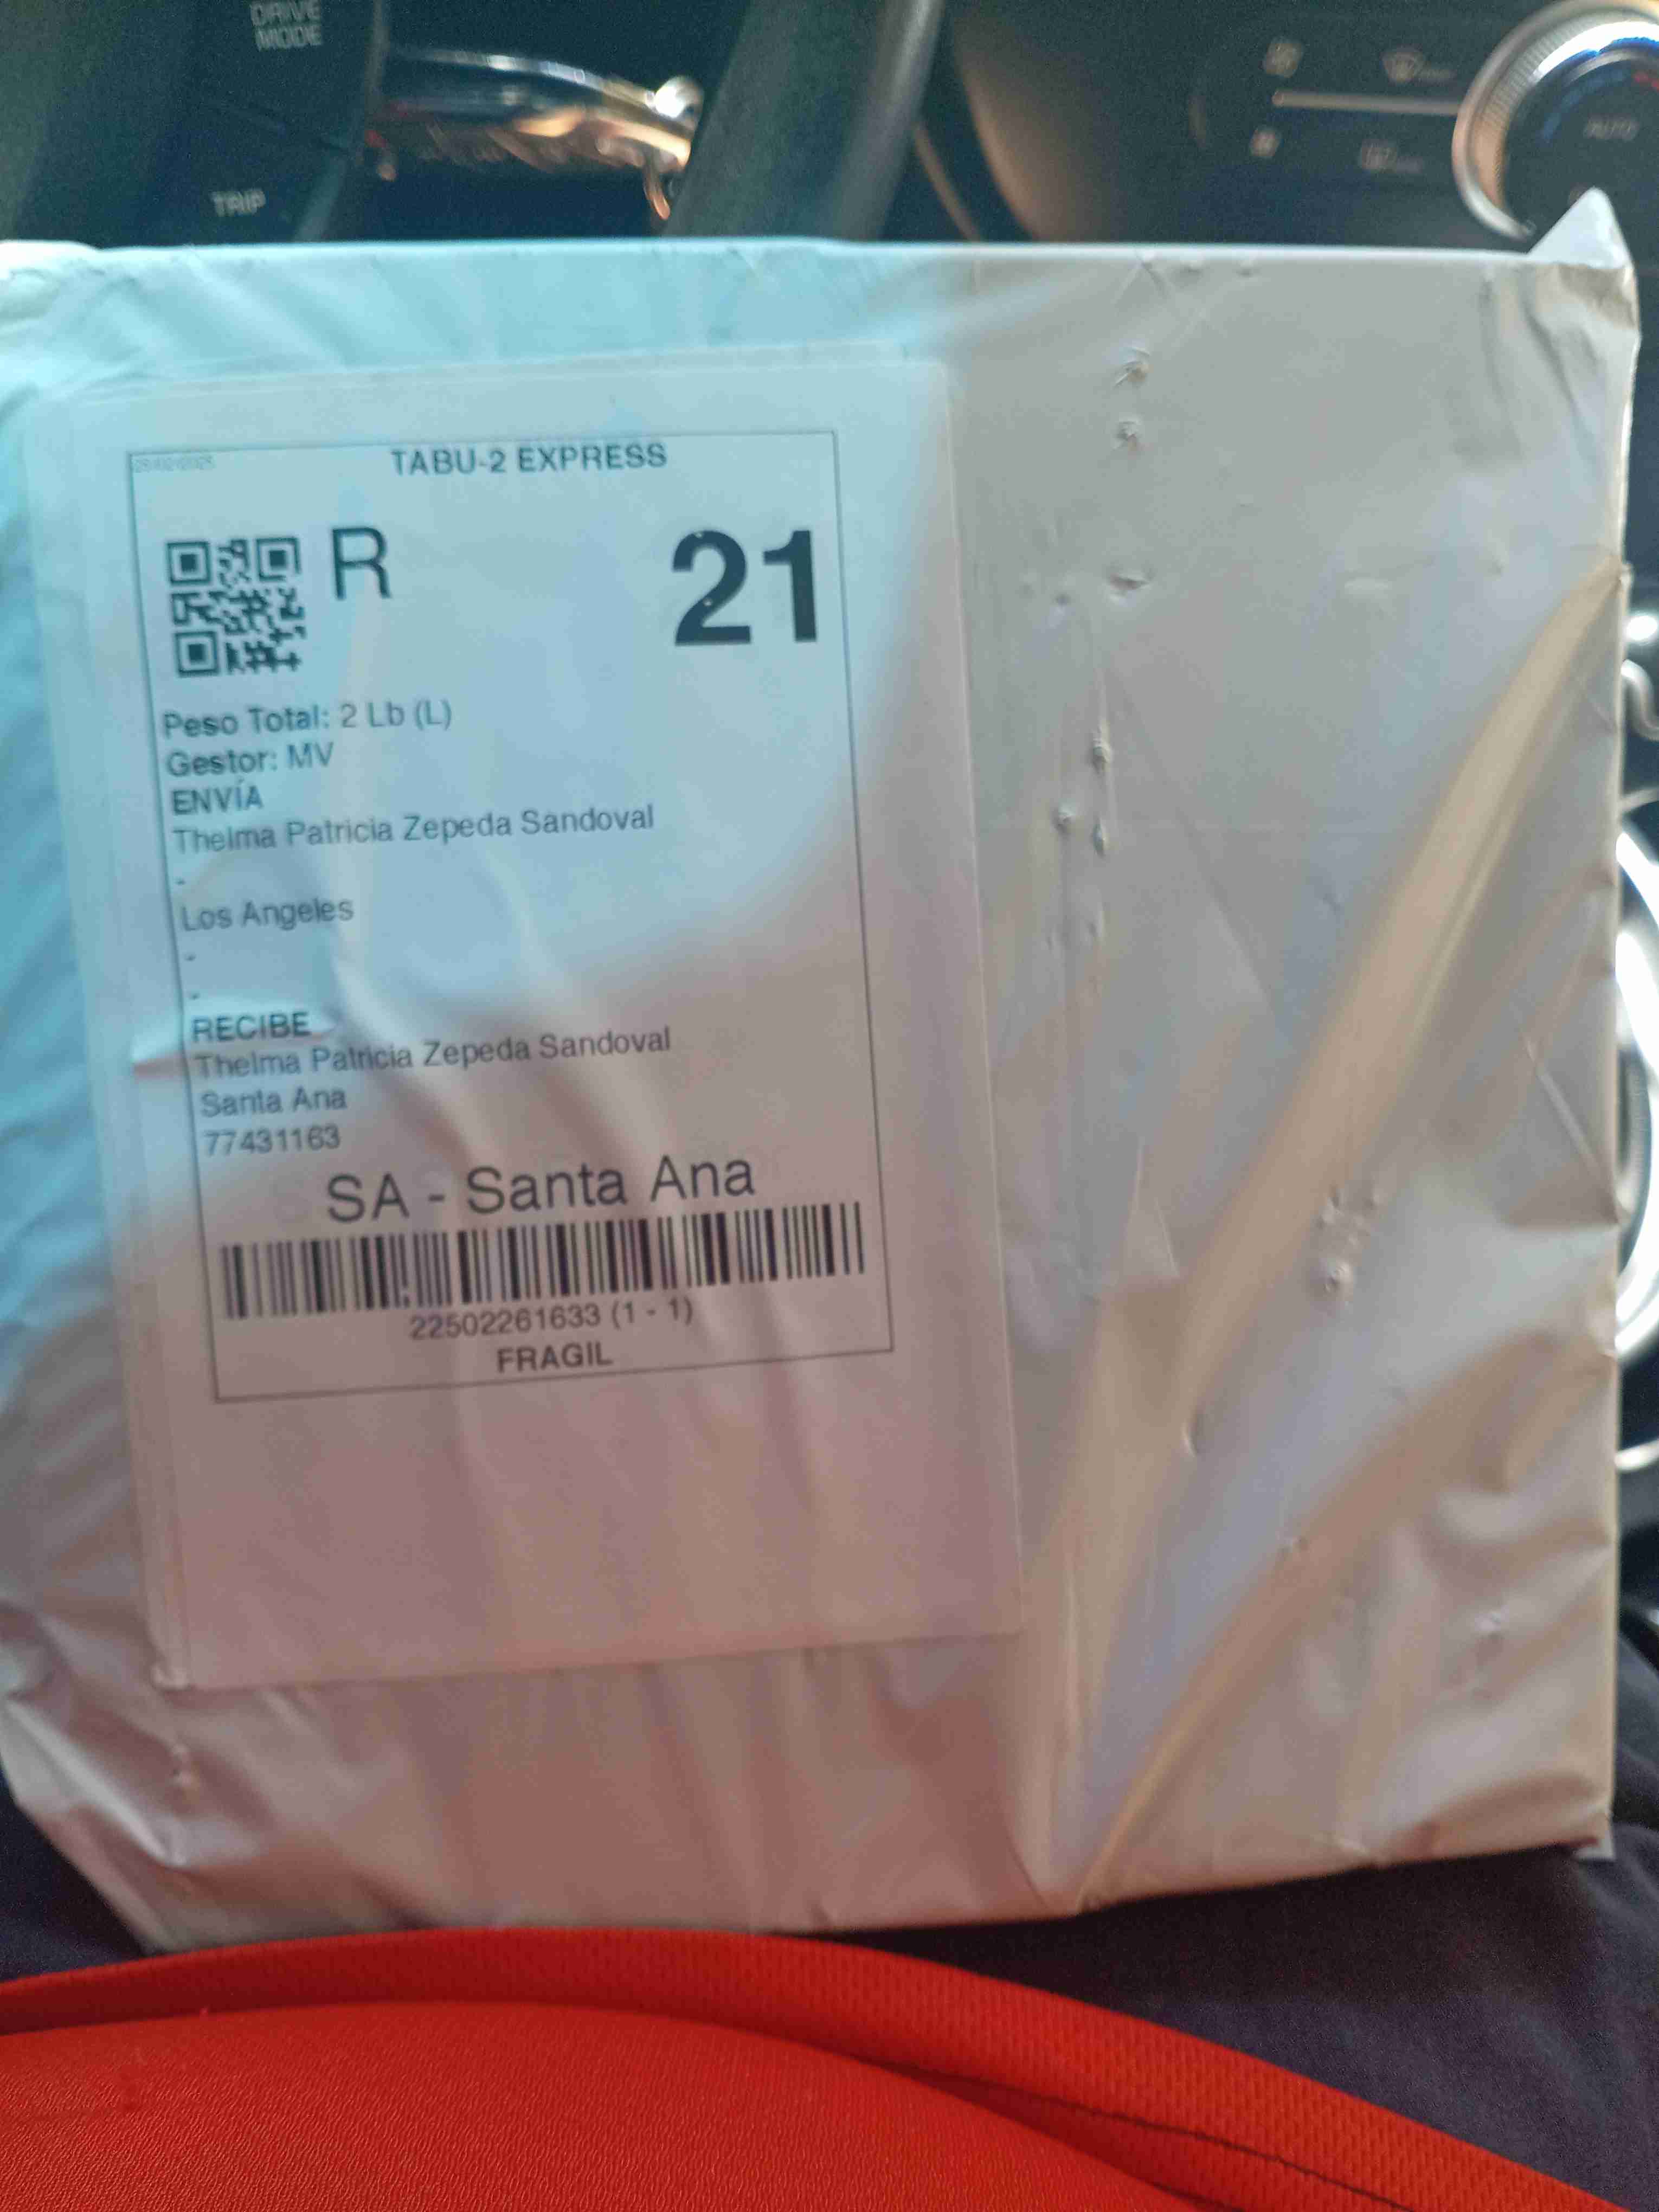 DRIVE
MODE
TRIP
AUTO
TABU-2 EXPRESS
R
21
Peso Total: 2 Lb (L)
Gestor: MV
ENVÍA
Thelma Patricia Zepeda Sandoval
-
Los Angeles
-
-
RECIBE
Thelma Patricia Zepeda Sandoval
Santa Ana
77431163
SA - Santa Ana
22502261633 (1 - 1)
FRAGIL